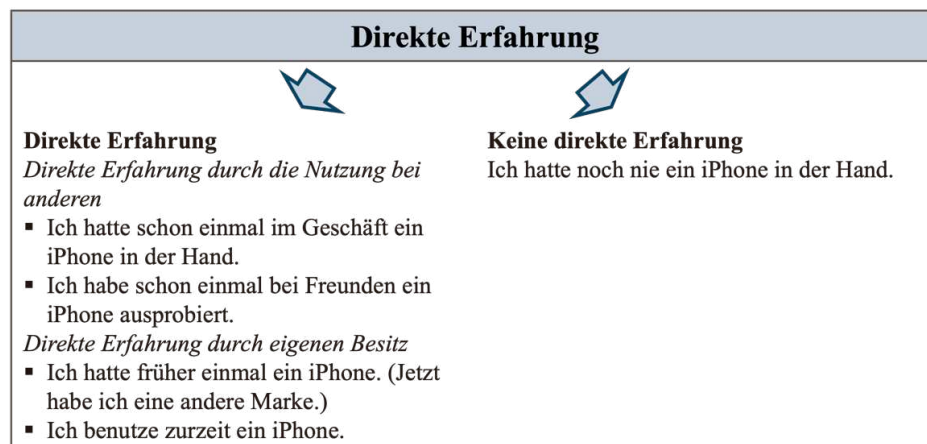 Direkte Erfahrung
Direkte Erfahrung
Direkte Erfahrung durch die Nutzung bei
anderen
▪ Ich hatte schon einmal im Geschäft ein
iPhone in der Hand.
▪ Ich habe schon einmal bei Freunden ein
iPhone ausprobiert.
Direkte Erfahrung durch eigenen Besitz
▪ Ich hatte früher einmal ein iPhone. (Jetzt
habe ich eine andere Marke.)
▪ Ich benutze zurzeit ein iPhone.
Keine direkte Erfahrung
Ich hatte noch nie ein iPhone in der Hand.